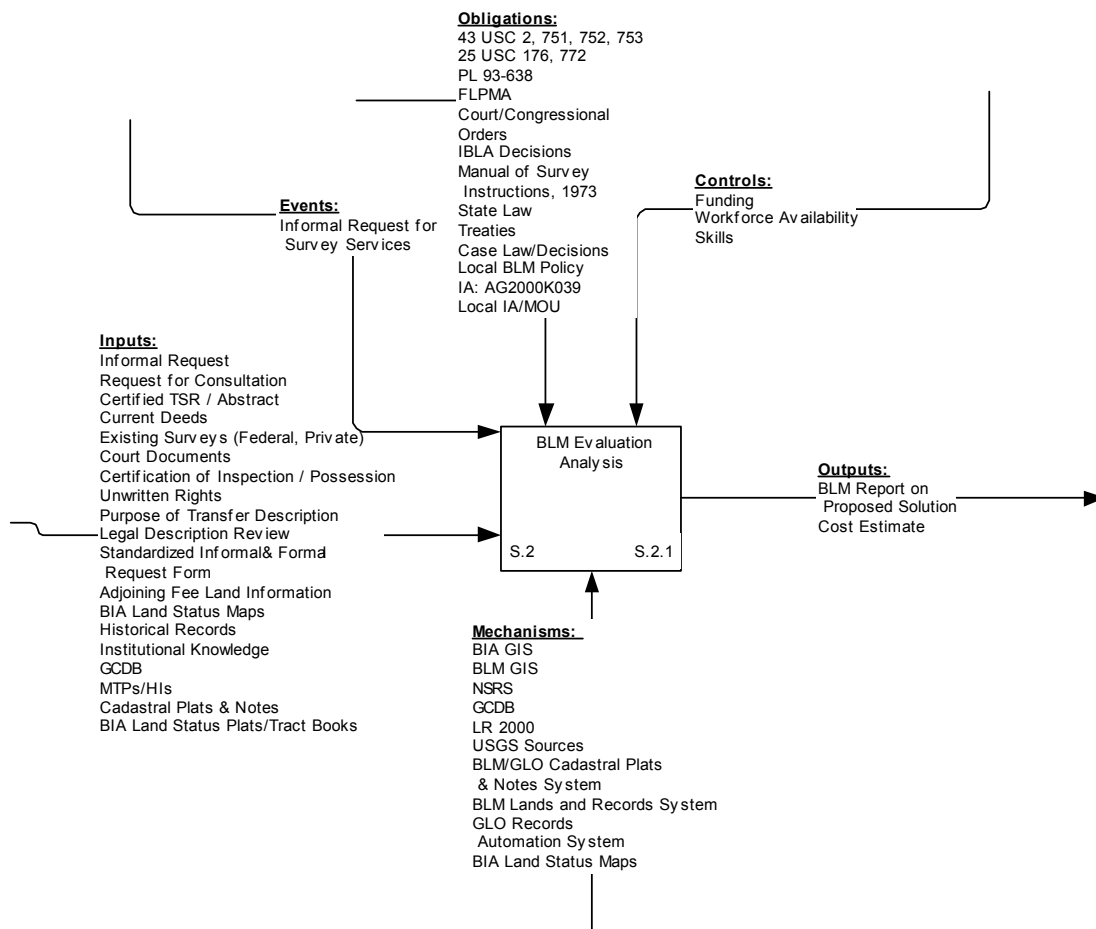 Obligations:
43 USC 2, 751, 752, 753
25 USC 176, 772
PL 93-638
FLPMA
Court/Congressional
Orders
IBLA Decisions
Manual of Survey
Instructions, 1973
State Law
Treaties
Case Law/Decisions
Local BLM Policy
IA: AG2000K039
Local IA/MOU
Controls:
Funding
Workforce Availability
Skills
Events:
Informal Request for
Survey Services
Inputs:
Informal Request
Request for Consultation
Certified TSR / Abstract
Current Deeds
Existing Surveys (Federal, Private)
Court Documents
Certification of Inspection / Possession
Unwritten Rights
Purpose of Transfer Description
Legal Description Review
Standardized Informal& Formal
Request Form
Adjoining Fee Land Information
BIA Land Status Maps
Historical Records
Institutional Knowledge
GCDB
MTPs/HIs
Cadastral Plats & Notes
BIA Land Status Plats/Tract Books
BLM Evaluation
Analysis
S.2 S.2.1
Outputs:
BLM Report on
Proposed Solution
Cost Estimate
Mechanisms:
BIA GIS
BLM GIS
NSRS
GCDB
LR 2000
USGS Sources
BLM/GLO Cadastral Plats
& Notes System
BLM Lands and Records System
GLO Records
Automation System
BIA Land Status Maps